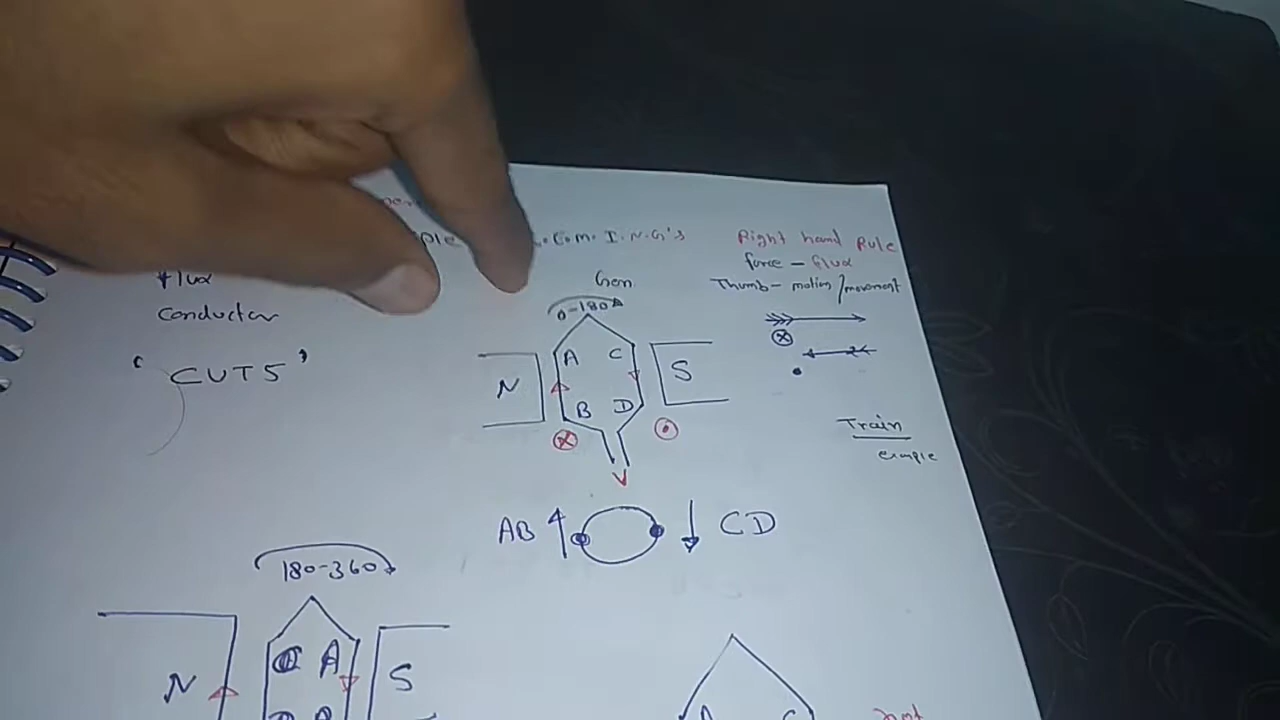 C.M.I.N.G's
Right hand Rule
force - flux
Thumb - motion / movement
flux
conductor
Gen
0-180
' CUTS '
N
A
C
S
B
D
V
Train
example
AB
CD
180-360
N
C
A
S
C